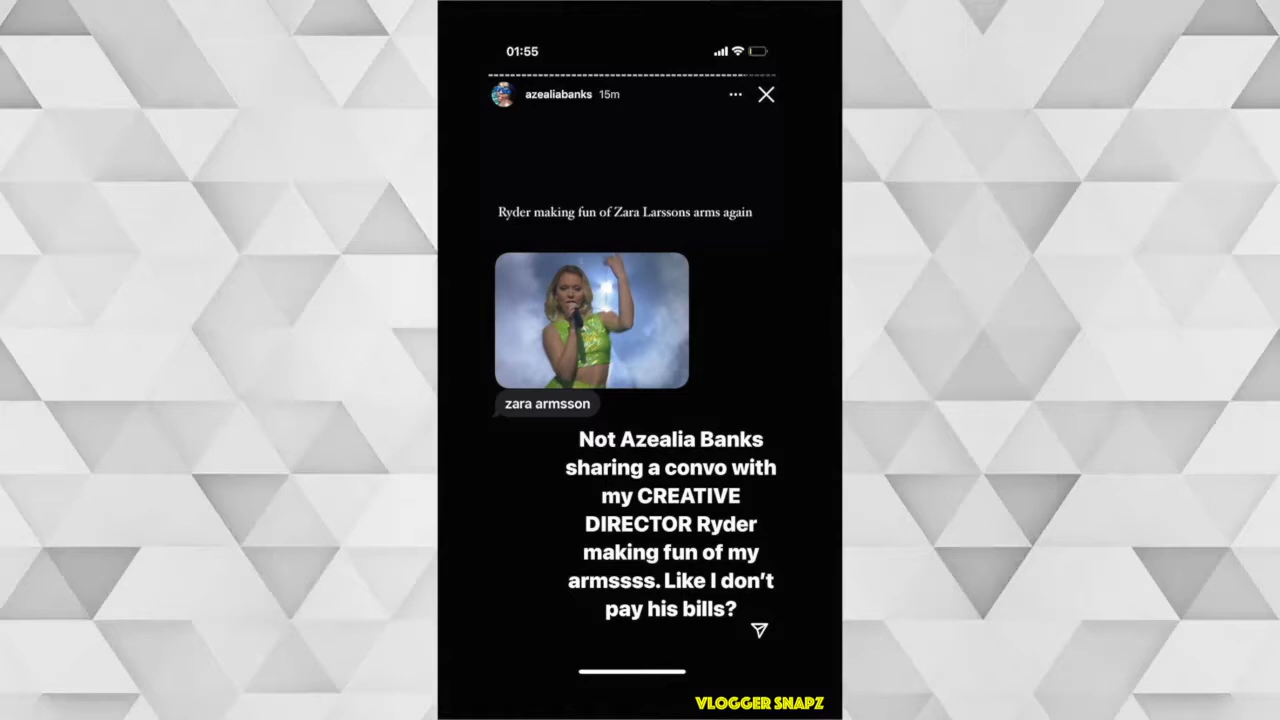 01:55
azealiabanks 15m
Ryder making fun of Zara Larssons arms again
zara armsson
Not Azealia Banks
sharing a convo with
my CREATIVE
DIRECTOR Ryder
making fun of my
armssss. Like I don’t
pay his bills?
VLOGGER SNAPZ